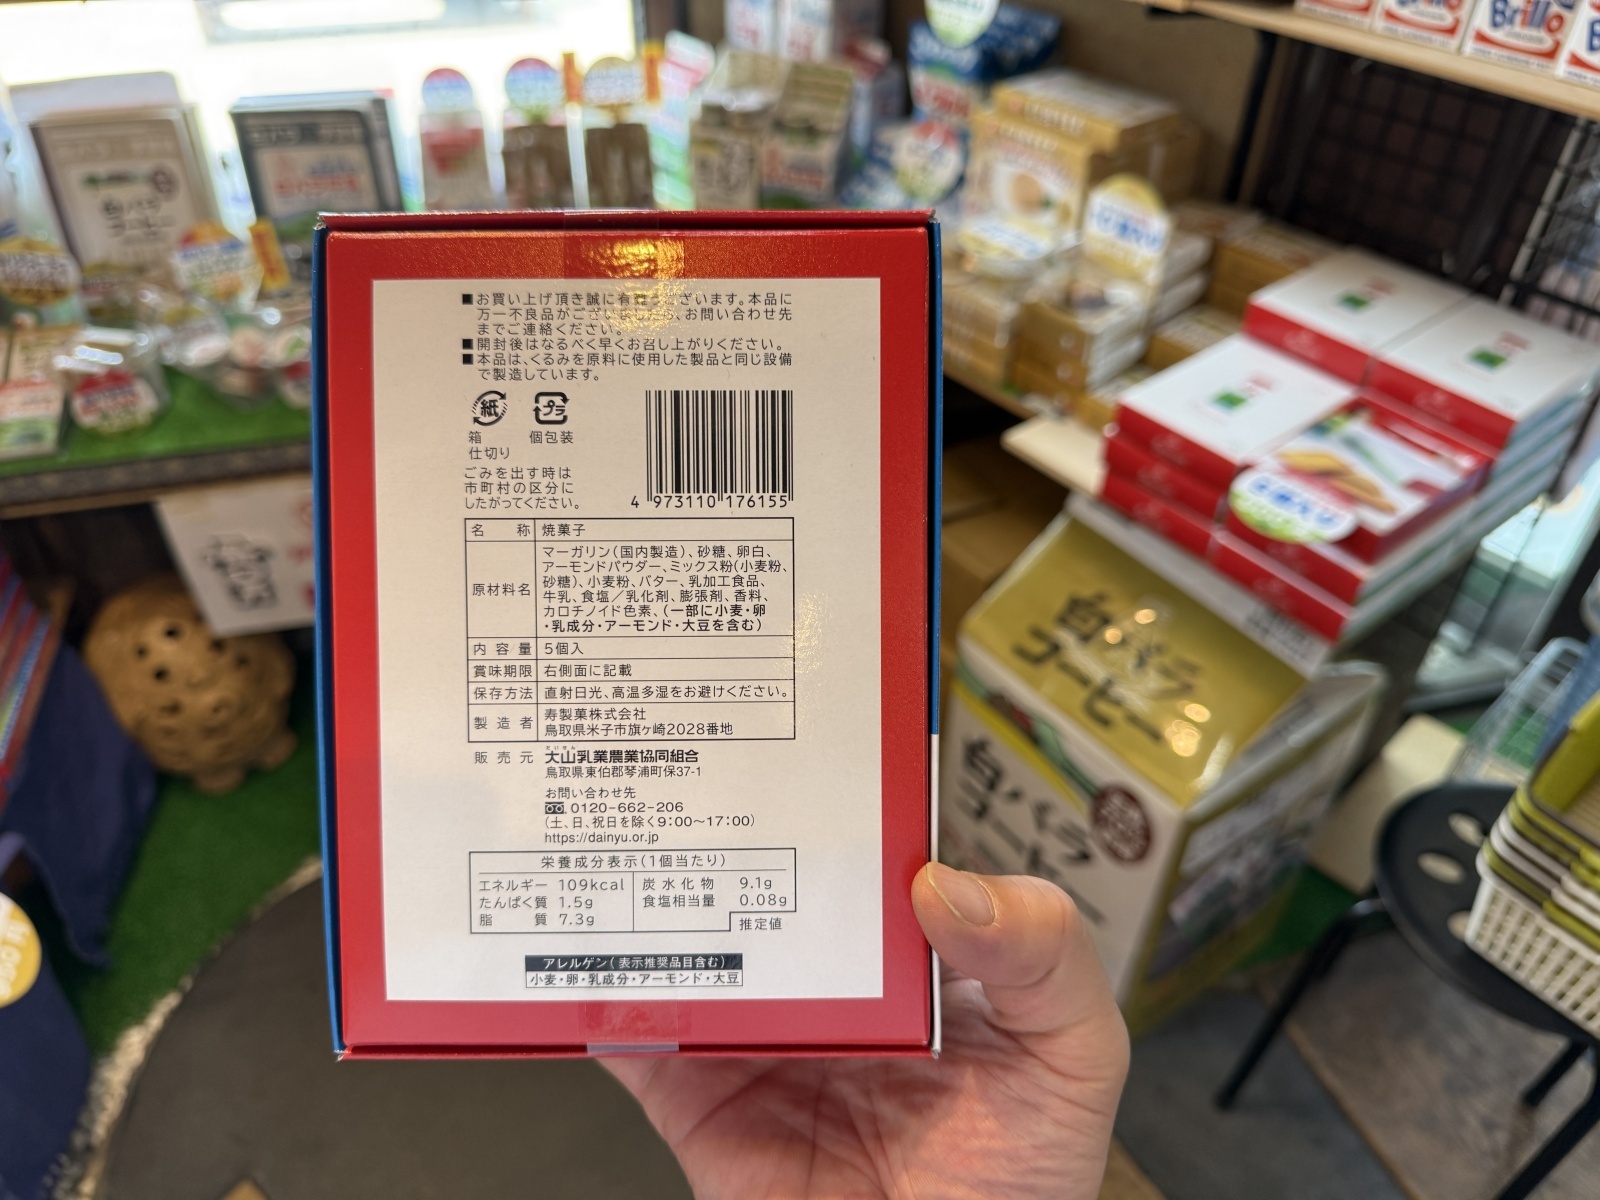 ■お買い上げ頂き誠に有難うございます。本品に
万一不良品がございましたら、お問い合わせ先
までご連絡ください。
■開封後はなるべく早くお召し上がりください。
■本品は、くるみを原料に使用した製品と同じ設備
で製造しています。
紙 プラ
箱 個包装
仕切り
ごみを出す時は
市町村の区分に
したがってください。
4 973110 176155
名称 焼菓子
原材料名 マーガリン(国内製造)、砂糖、卵白、
アーモンドパウダー、ミックス粉(小麦粉、
砂糖)、小麦粉、バター、乳加工食品、
牛乳、食塩／乳化剤、膨張剤、香料、
カロチノイド色素、(一部に小麦・卵
・乳成分・アーモンド・大豆を含む)
内容量 5個入
賞味期限 右側面に記載
保存方法 直射日光、高温多湿をお避けください。
製造者 寿製菓株式会社
鳥取県米子市旗ヶ崎2028番地
販売元 大山乳業農業協同組合
鳥取県東伯郡琴浦町保37-1
お問い合わせ先
0120-662-206
(土、日、祝日を除く9:00〜17:00)
https://dainyu.or.jp
栄養成分表示(1個当たり)
エネルギー 109kcal 炭水化物 9.1g
たんぱく質 1.5g 食塩相当量 0.08g
脂質 7.3g 推定値
アレルゲン(表示推奨品目含む)
小麦・卵・乳成分・アーモンド・大豆
Brillo
白バラ
コーヒー
白バラ
コーヒー